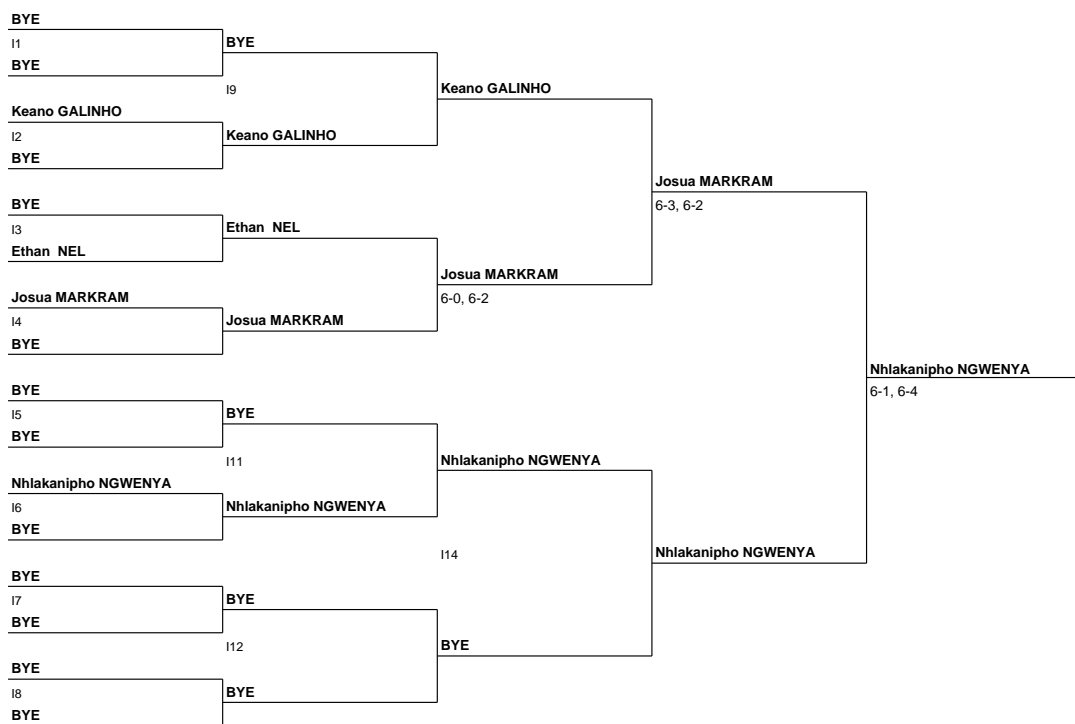 BYE
I1
BYE
BYE
I9
Keano GALINHO
Keano GALINHO
I2
BYE
Keano GALINHO
Josua MARKRAM
6-3, 6-2
BYE
I3
Ethan  NEL
Ethan  NEL
Josua MARKRAM
6-0, 6-2
Josua MARKRAM
I4
BYE
Josua MARKRAM
Nhlakanipho NGWENYA
6-1, 6-4
BYE
I5
BYE
BYE
I11
Nhlakanipho NGWENYA
Nhlakanipho NGWENYA
I6
BYE
Nhlakanipho NGWENYA
I14
Nhlakanipho NGWENYA
BYE
I7
BYE
BYE
I12
BYE
BYE
I8
BYE
BYE